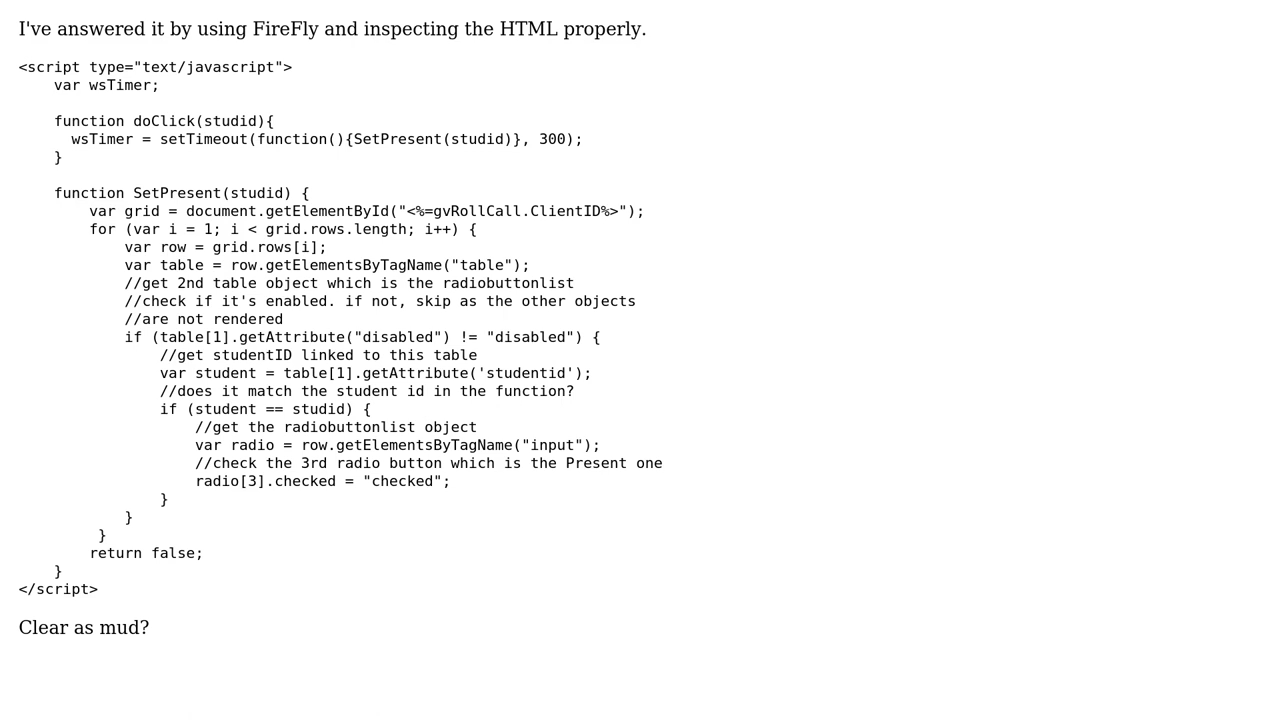 I've answered it by using FireFly and inspecting the HTML properly.
<script type="text/javascript">
    var wsTimer;

    function doClick(studid){
      wsTimer = setTimeout(function(){SetPresent(studid)}, 300);
    }

    function SetPresent(studid) {
        var grid = document.getElementById("<%=gvRollCall.ClientID%>");
        for (var i = 1; i < grid.rows.length; i++) {
            var row = grid.rows[i];
            var table = row.getElementsByTagName("table");
            //get 2nd table object which is the radiobuttonlist
            //check if it's enabled. if not, skip as the other objects
            //are not rendered
            if (table[1].getAttribute("disabled") != "disabled") {
                //get studentID linked to this table
                var student = table[1].getAttribute('studentid');
                //does it match the student id in the function?
                if (student == studid) {
                    //get the radiobuttonlist object
                    var radio = row.getElementsByTagName("input");
                    //check the 3rd radio button which is the Present one
                    radio[3].checked = "checked";
                }
            }
         }
        return false;
    }
</script>
Clear as mud?